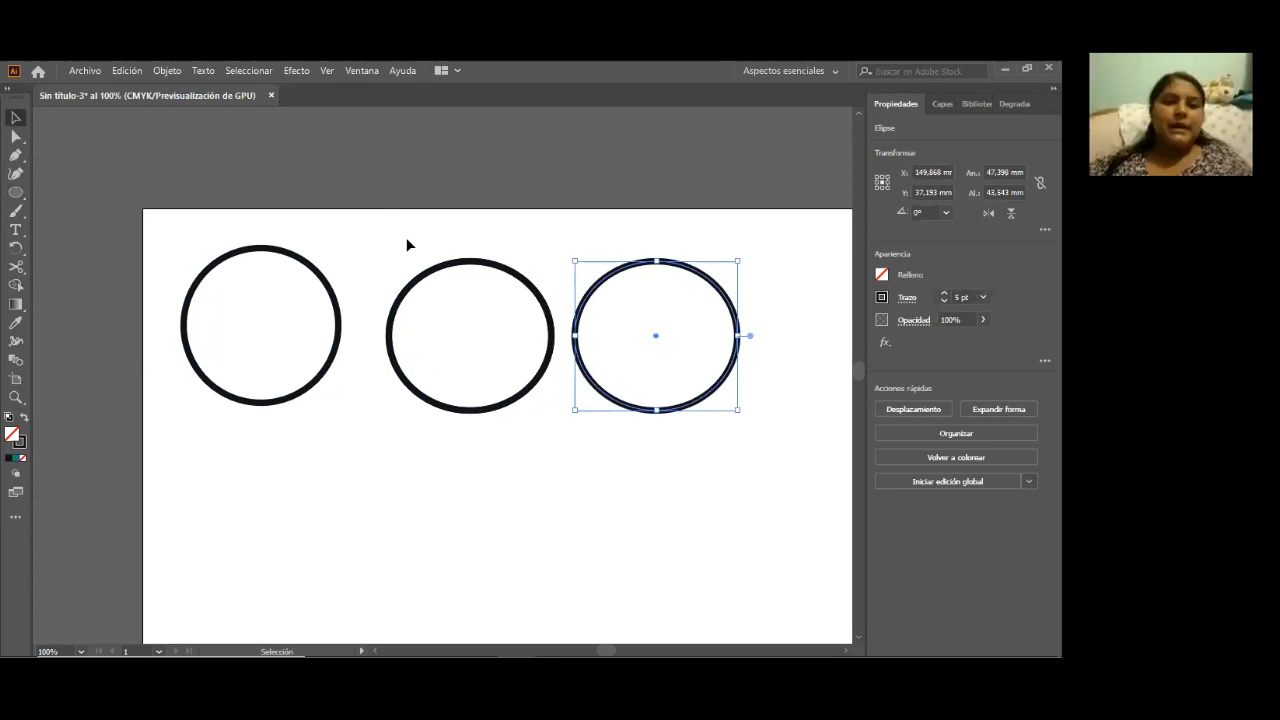 Ai Archivo Edición Objeto Texto Seleccionar Efecto Ver Ventana Ayuda Aspectos esenciales Buscar en Adobe Stock
Sin título-3* al 100% (CMYK/Previsualización de GPU) ×
Propiedades Capas Bibliotec Degrada
Elipse
Transformar
X: 149,868 mr An.: 47,398 mm
Y: 37,193 mm Al.: 43,543 mm
0°
Apariencia
Relleno
Trazo 5 pt
Opacidad 100%
fx.
Acciones rápidas
Desplazamiento Expandir forma
Organizar
Volver a colorear
Iniciar edición global
100% 1 Selección